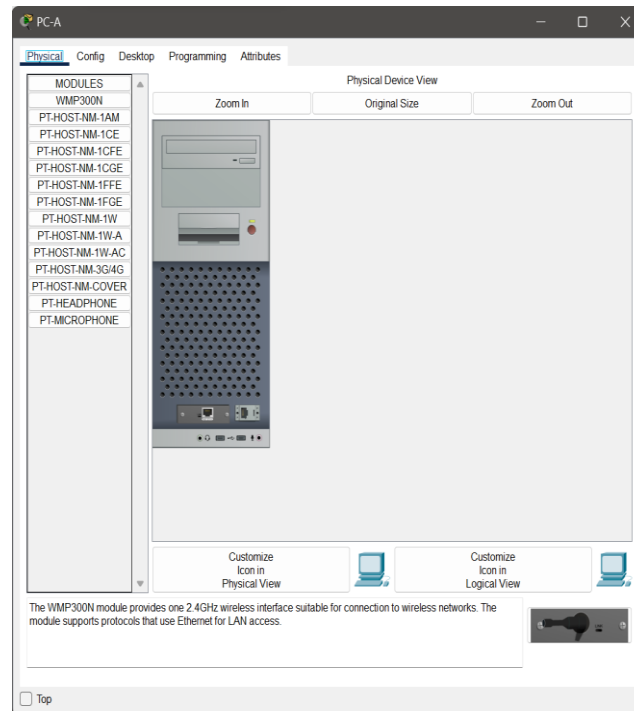 PC-A
Physical Config Desktop Programming Attributes
MODULES
WMP300N
PT-HOST-NM-1AM
PT-HOST-NM-1CE
PT-HOST-NM-1CFE
PT-HOST-NM-1CGE
PT-HOST-NM-1FFE
PT-HOST-NM-1FGE
PT-HOST-NM-1W
PT-HOST-NM-1W-A
PT-HOST-NM-1W-AC
PT-HOST-NM-3G/4G
PT-HOST-NM-COVER
PT-HEADPHONE
PT-MICROPHONE
Physical Device View
Zoom In Original Size Zoom Out
Customize
Icon in
Physical View
Customize
Icon in
Logical View
The WMP300N module provides one 2.4GHz wireless interface suitable for connection to wireless networks. The
module supports protocols that use Ethernet for LAN access.
Top